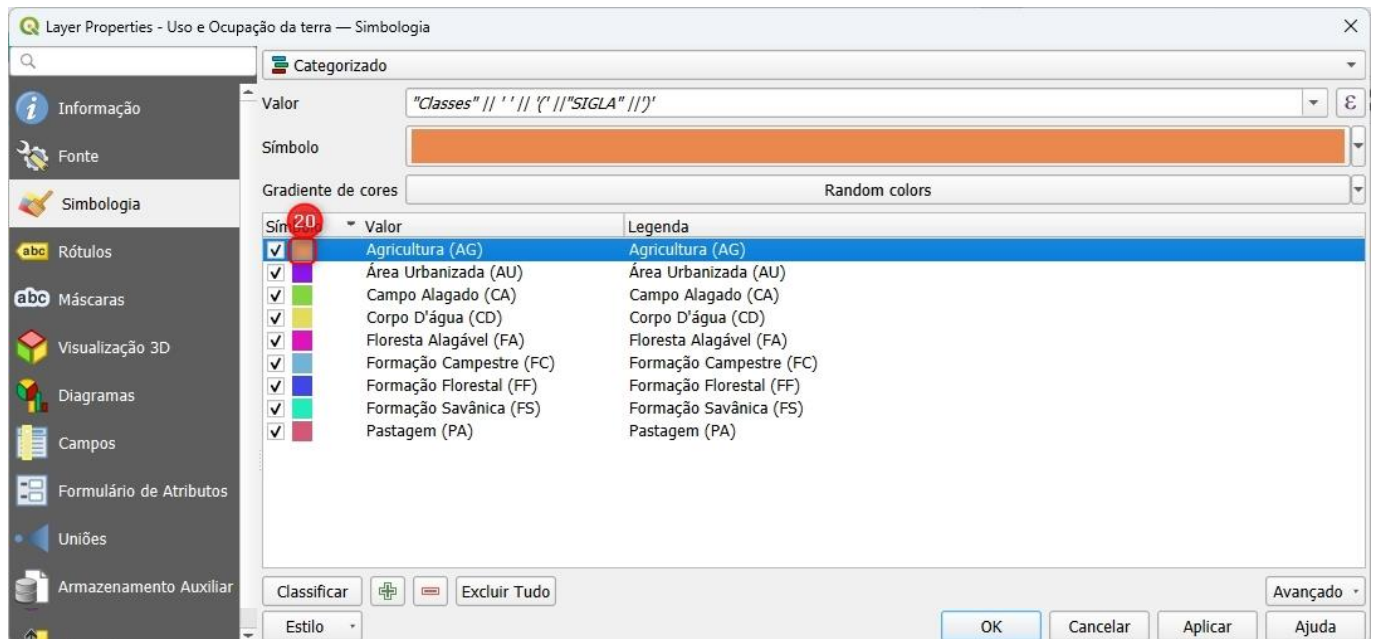 Layer Properties - Uso e Ocupação da terra — Simbologia
Categorizado
Informação
Fonte
Simbologia
abc Rótulos
abc Máscaras
Visualização 3D
Diagramas
Campos
Formulário de Atributos
Uniões
Armazenamento Auxiliar
Valor "Classes" || ' ' || '(' ||"SIGLA" ||')' ε
Símbolo
Gradiente de cores Random colors
20 Valor Legenda
Agricultura (AG) Agricultura (AG)
Área Urbanizada (AU) Área Urbanizada (AU)
Campo Alagado (CA) Campo Alagado (CA)
Corpo D'água (CD) Corpo D'água (CD)
Floresta Alagável (FA) Floresta Alagável (FA)
Formação Campestre (FC) Formação Campestre (FC)
Formação Florestal (FF) Formação Florestal (FF)
Formação Savânica (FS) Formação Savânica (FS)
Pastagem (PA) Pastagem (PA)
Classificar Excluir Tudo Avançado
Estilo OK Cancelar Aplicar Ajuda